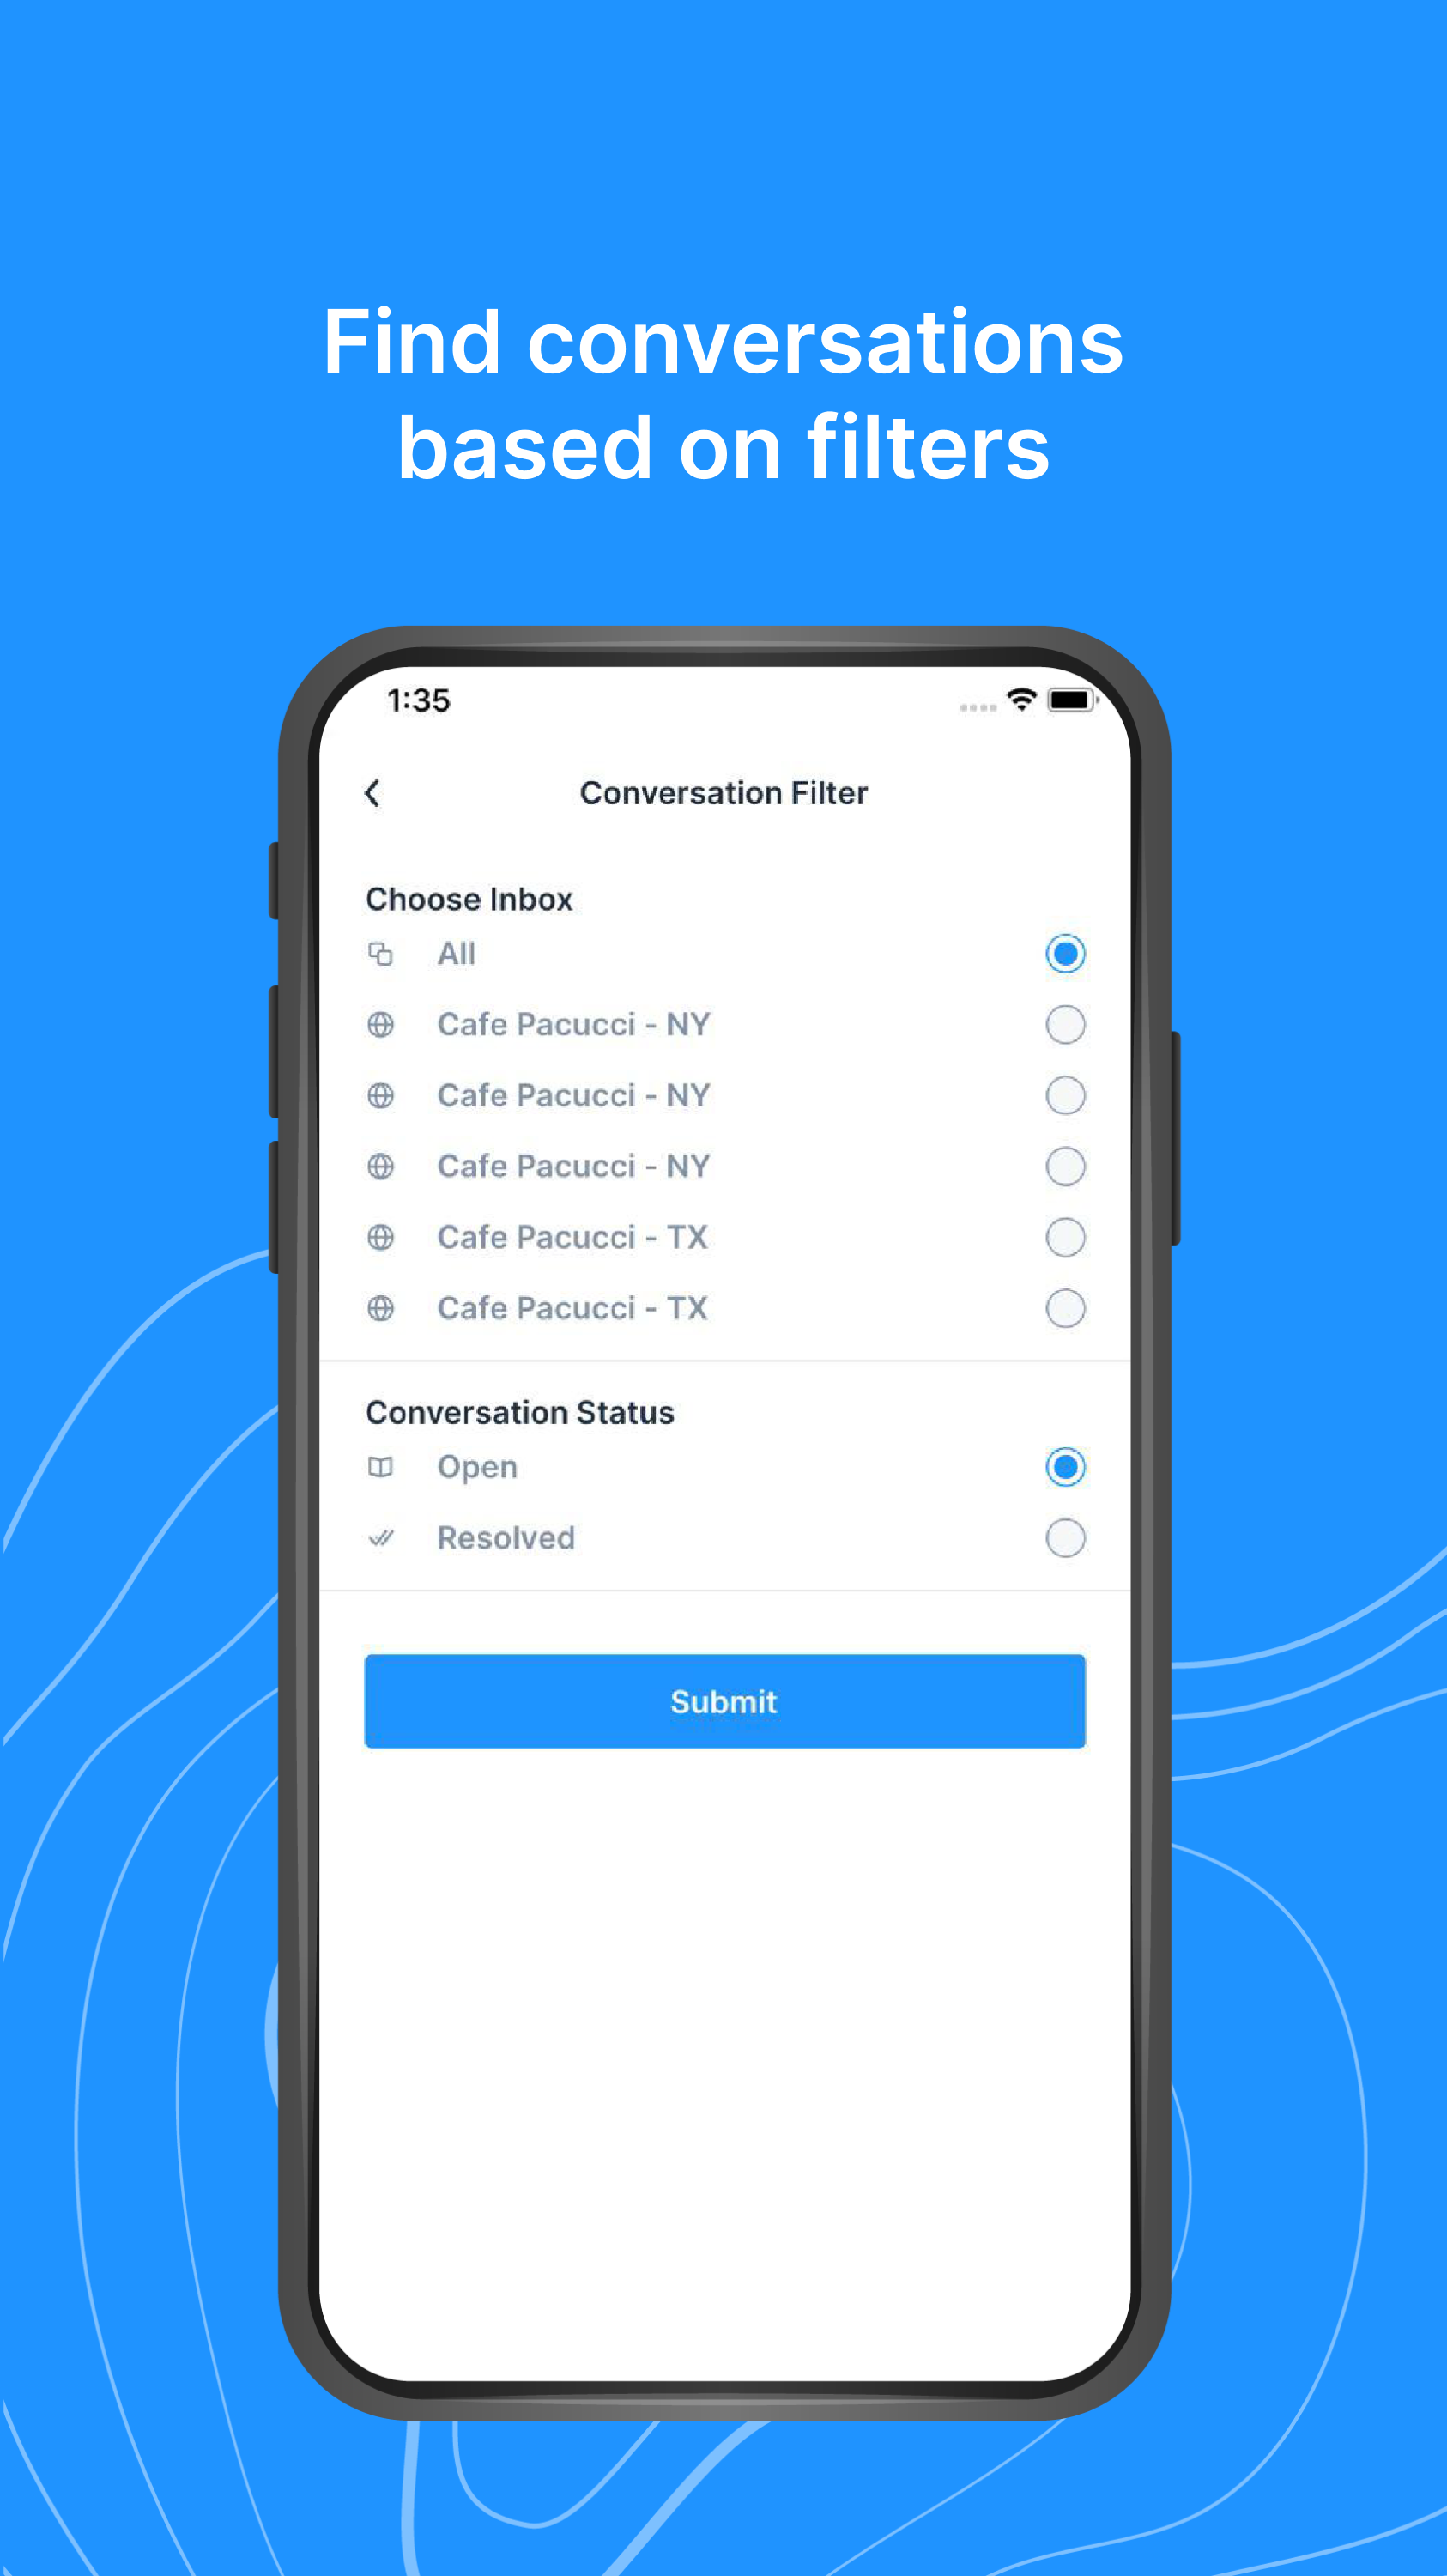 Find conversations
based on filters
1:35
Conversation Filter
Choose Inbox
All
Cafe Pacucci - NY
Cafe Pacucci - NY
Cafe Pacucci - NY
Cafe Pacucci - TX
Cafe Pacucci - TX
Conversation Status
Open
Resolved
Submit